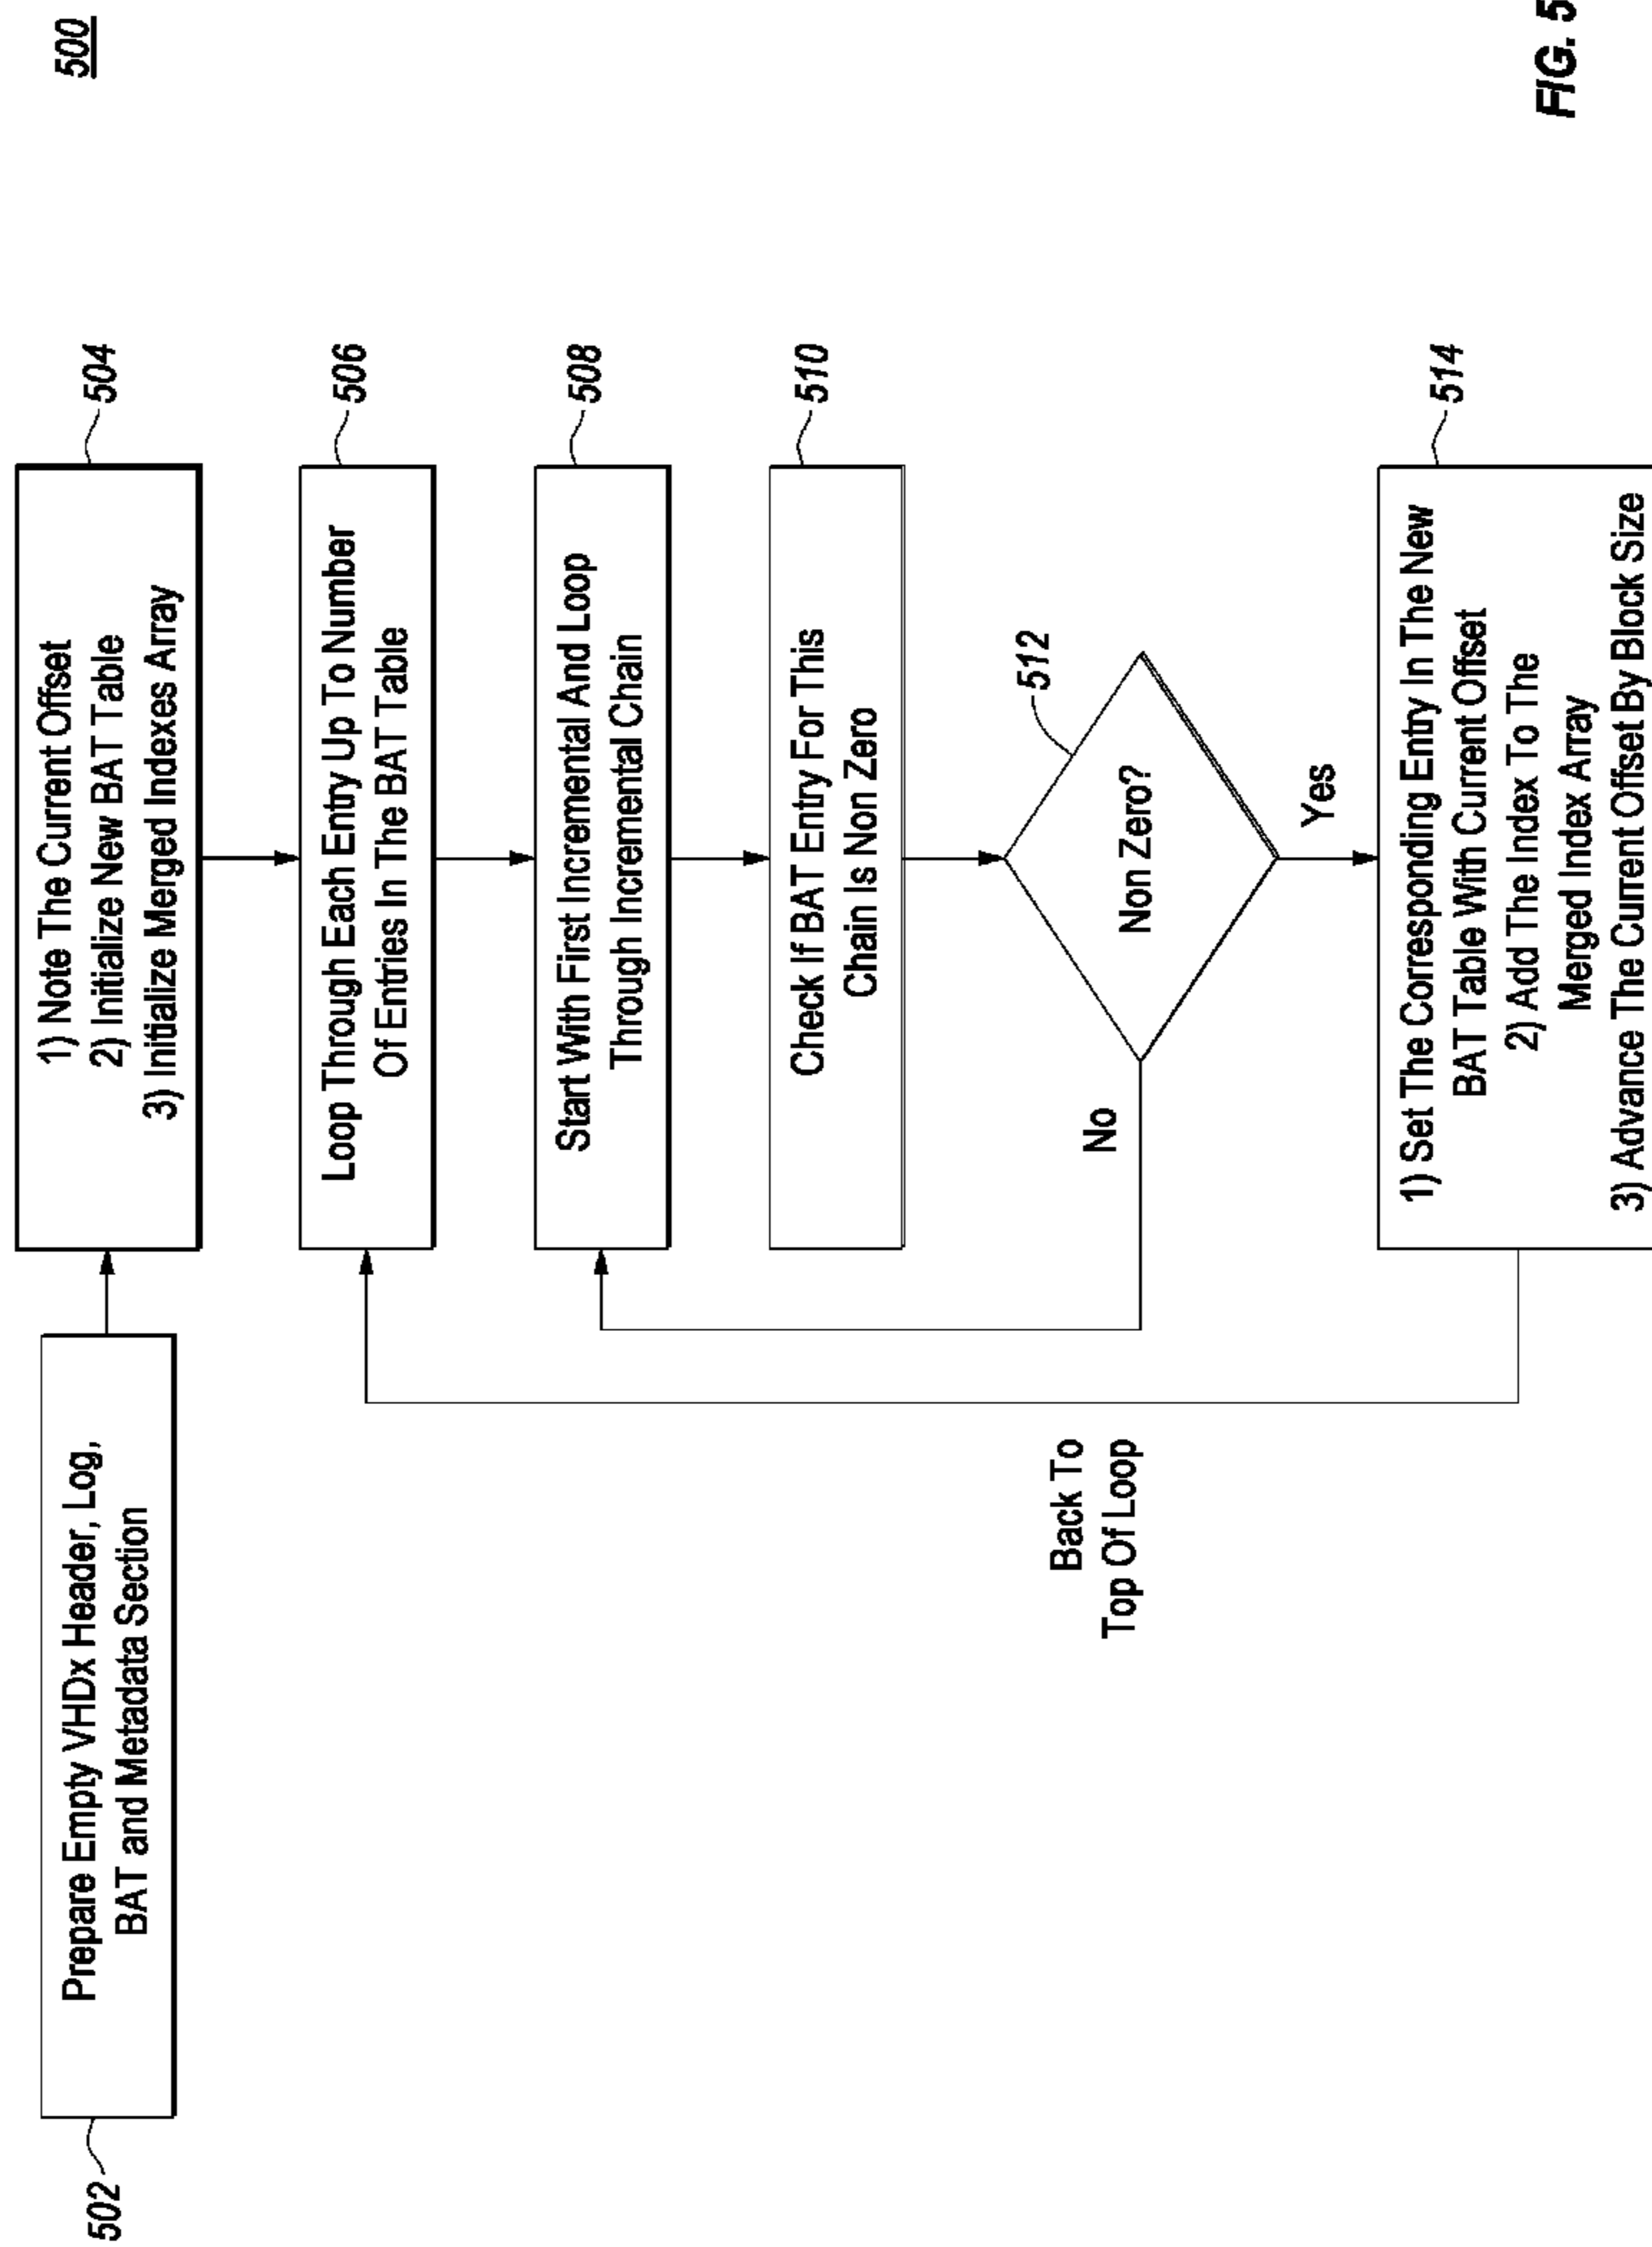 500
502
Prepare Empty VHDx Header, Log,
BAT and Metadata Section
504
1) Note The Current Offset
2) Initialize New BAT Table
3) Initialize Merged Indexes Array
506
Loop Through Each Entry Up To Number
Of Entries In The BAT Table
508
Start With First Incremental And Loop
Through Incremental Chain
510
Check If BAT Entry For This
Chain Is Non Zero
512
Non Zero?
No
Yes
Back To
Top Of Loop
514
1) Set The Corresponding Entry In The New
BAT Table With Current Offset
2) Add The Index To The
Merged Index Array
3) Advance The Current Offset By Block Size
FIG. 5